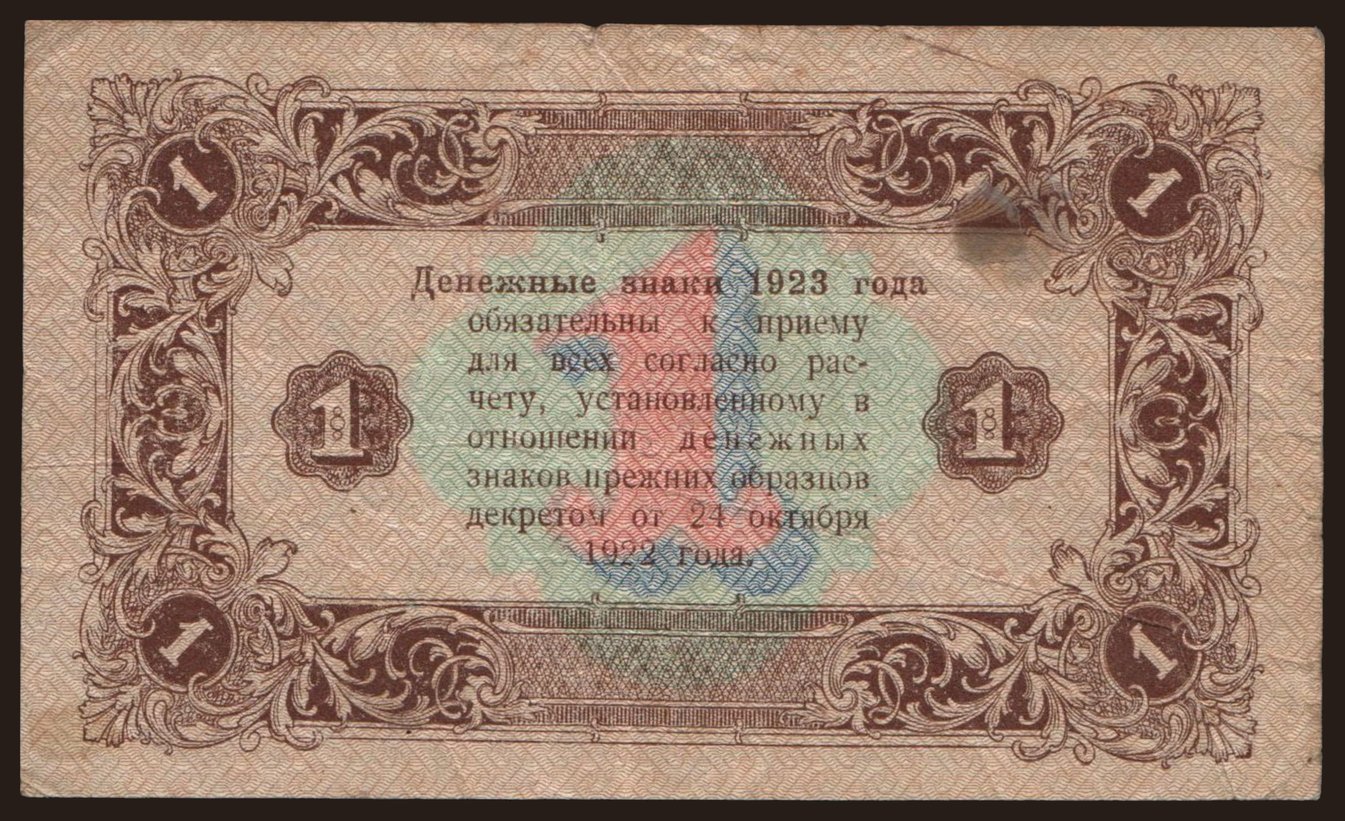 1 1
Денежные знаки 1923 года
обязательны к приему
для всех согласно рас-
чету, установленному в
1 1
отношении денежных
знаков прежних образцов
декретом от 24 октября
1922 года.
1 1